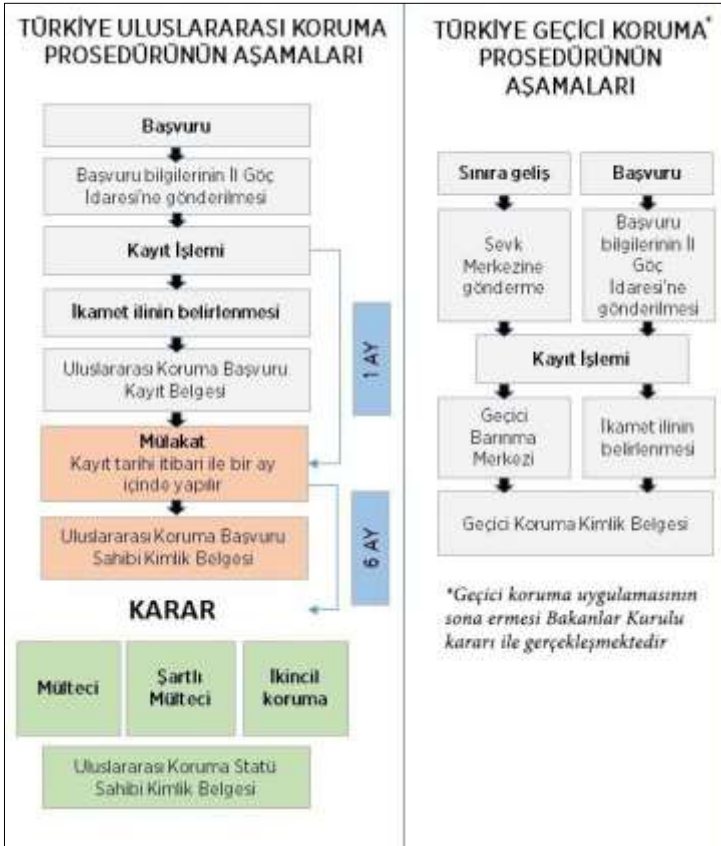 TÜRKİYE ULUSLARARASI KORUMA
PROSEDÜRÜNÜN AŞAMALARI
Başvuru
Başvuru bilgilerinin İl Göç
İdaresi'ne gönderilmesi
Kayıt İşlemi
İkamet ilinin belirlenmesi
Uluslararası Koruma Başvuru
Kayıt Belgesi
1 AY
Mülakat
Kayıt tarihi itibari ile bir ay
içinde yapılır
Uluslararası Koruma Başvuru
Sahibi Kimlik Belgesi
6 AY
KARAR
Mülteci
Şartlı
Mülteci
İkincil
koruma
Uluslararası Koruma Statü
Sahibi Kimlik Belgesi
TÜRKİYE GEÇİCİ KORUMA*
PROSEDÜRÜNÜN
AŞAMALARI
Sınıra geliş
Başvuru
Sevk
Merkezine
gönderme
Başvuru
bilgilerinin İl
Göç
İdaresi'ne
gönderilmesi
Kayıt İşlemi
Geçici
Barınma
Merkezi
İkamet ilinin
belirlenmesi
Geçici Koruma Kimlik Belgesi
*Geçici koruma uygulamasının
sona ermesi Bakanlar Kurulu
kararı ile gerçekleşmektedir